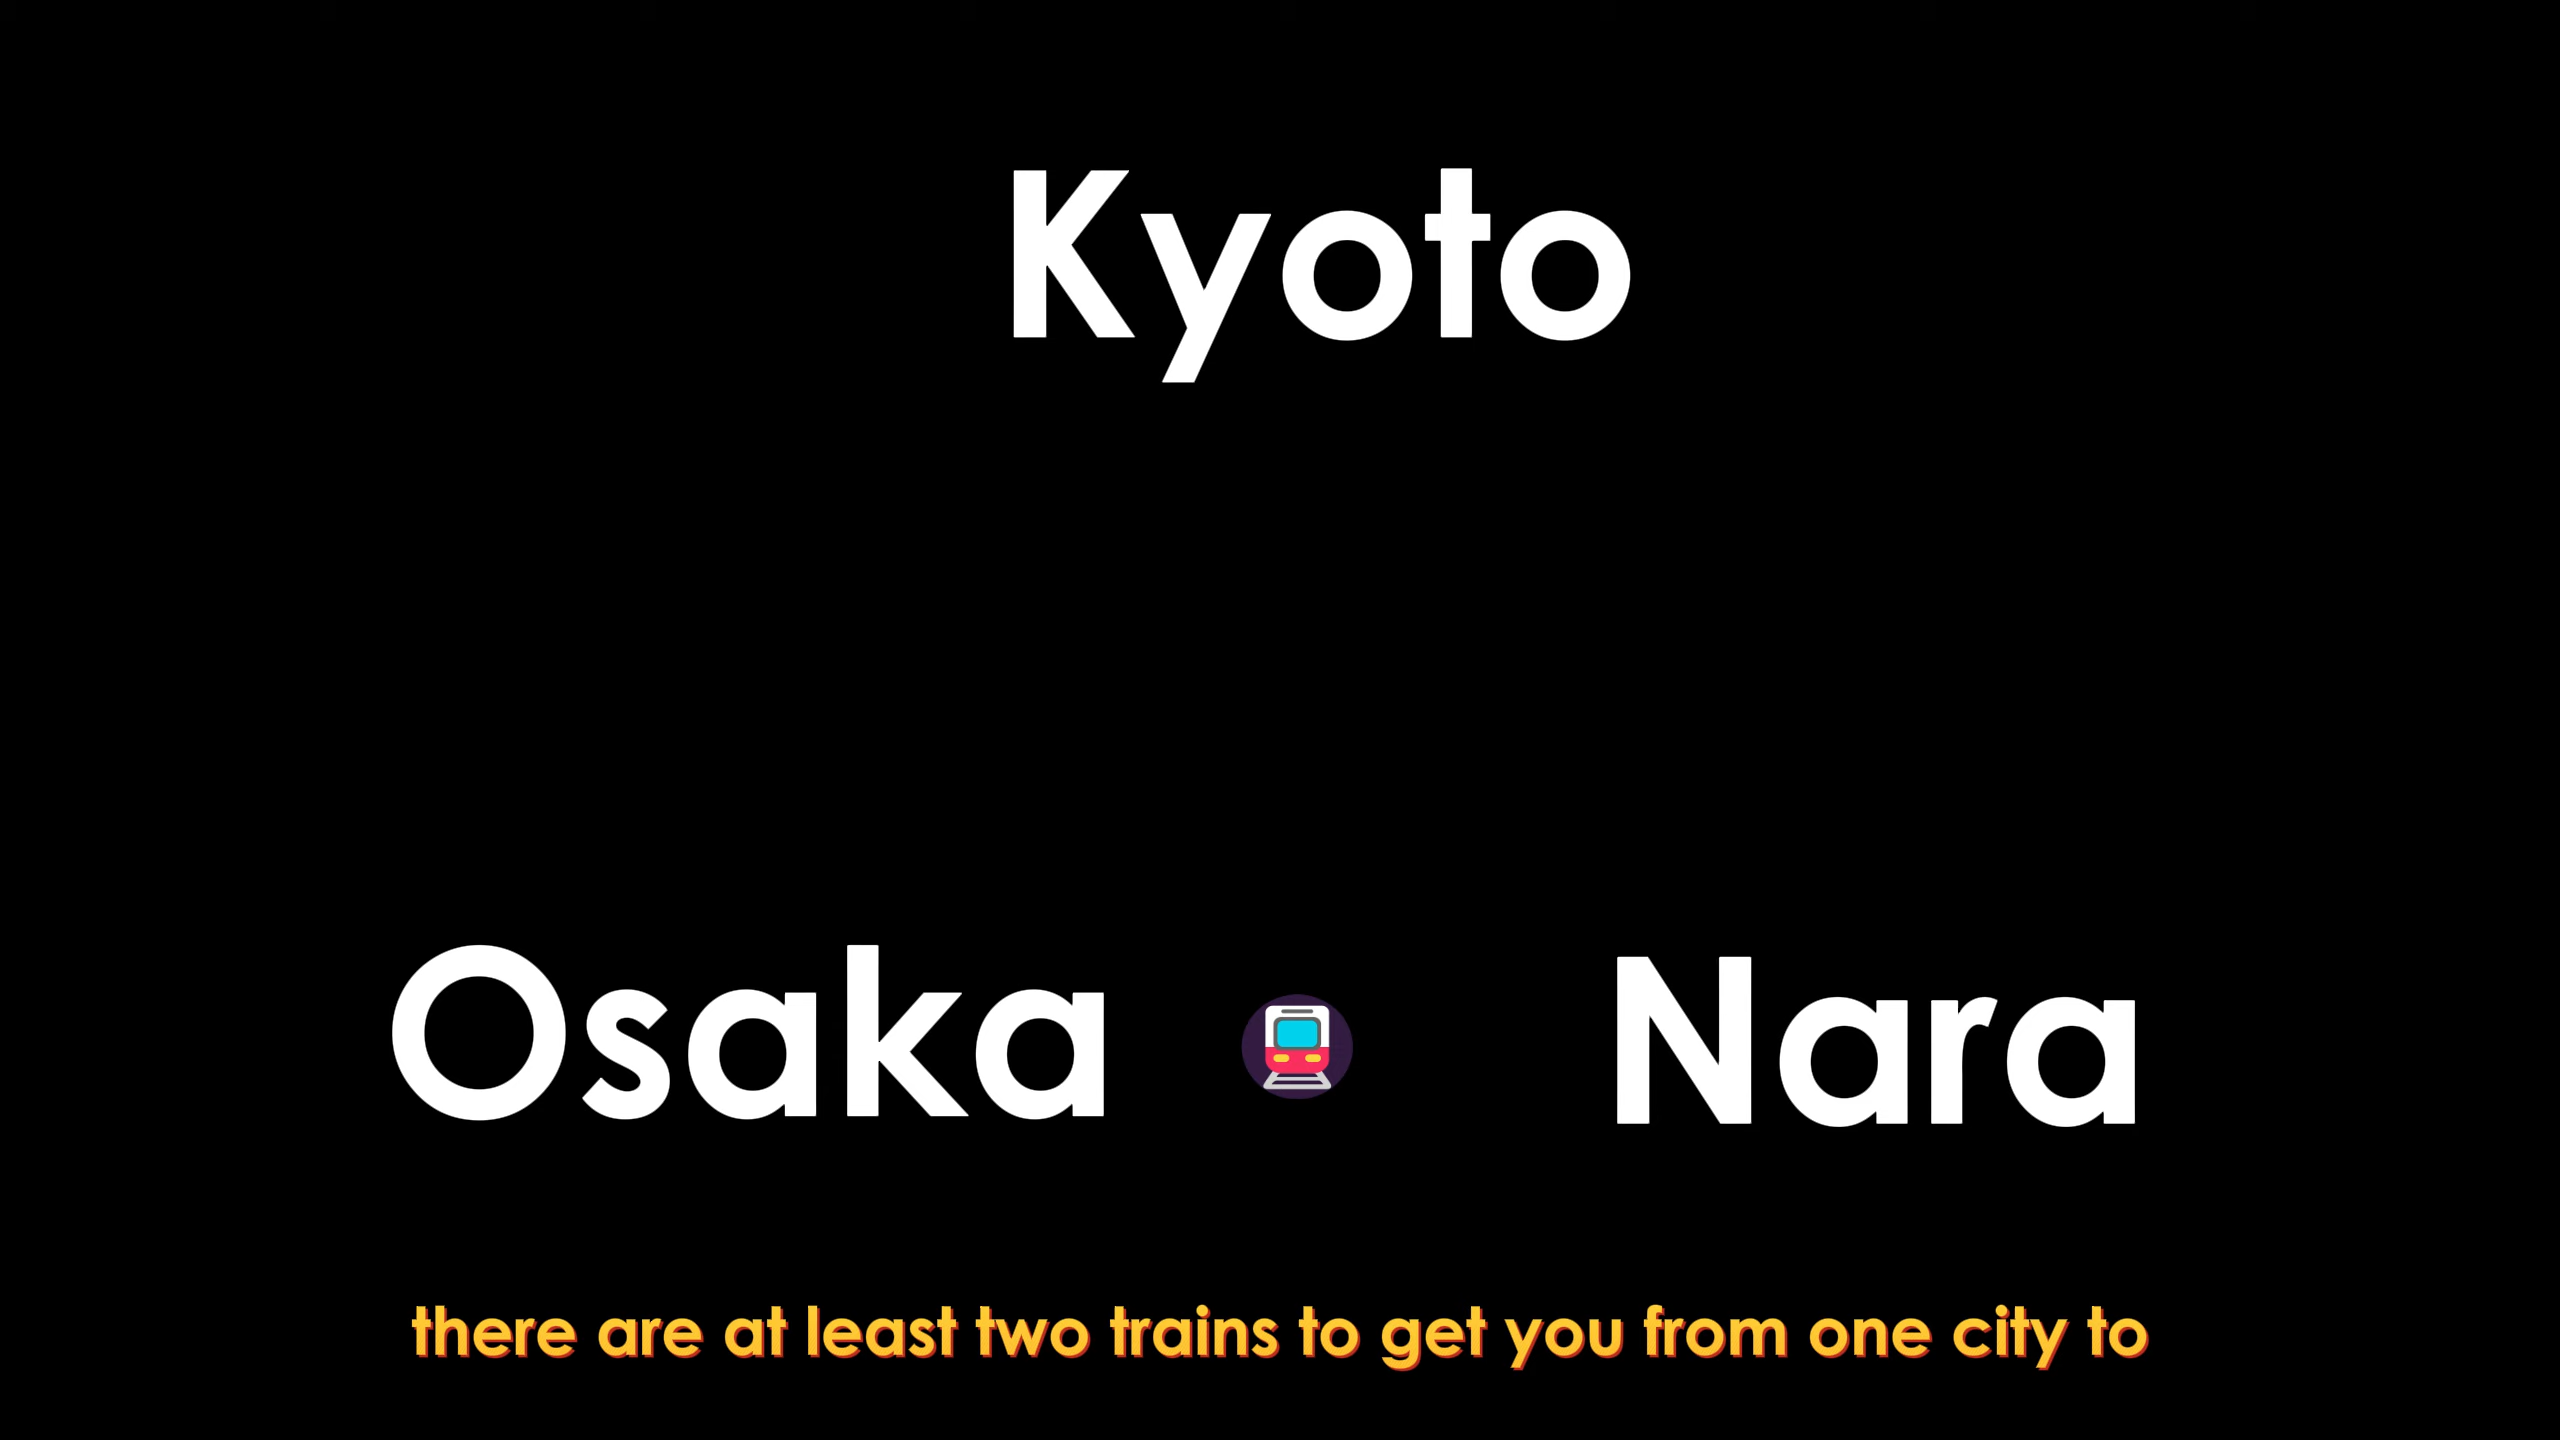 Kyoto
Osaka Nara
there are at least two trains to get you from one city to